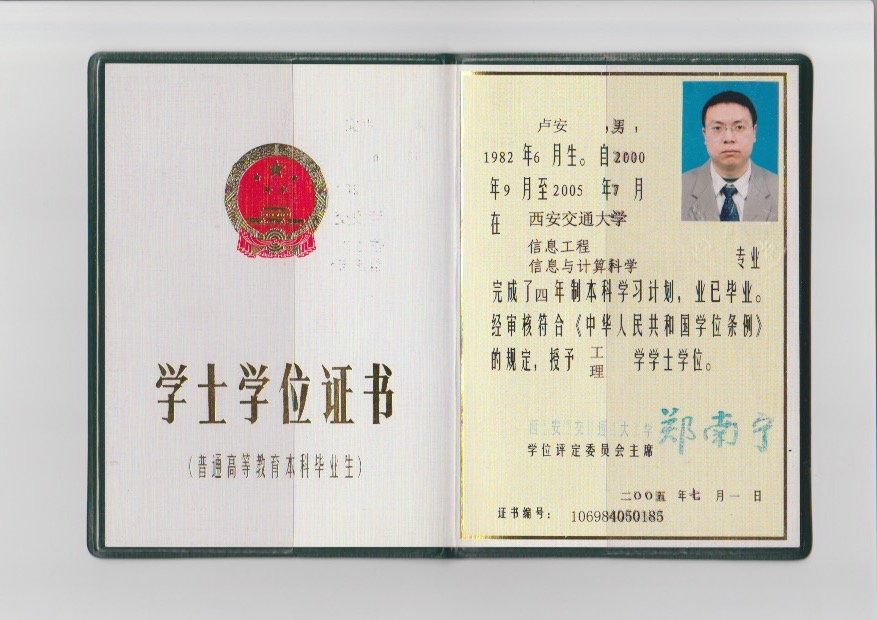 学士学位证书
(普通高等教育本科毕业生)
卢安 ,男,
1982 年6 月生。自2000
年9 月至2005 年7 月
在 西安交通大学
信息工程
信息与计算科学 专业
完成了四年制本科学习计划,业已毕业。
经审核符合《中华人民共和国学位条例》
的规定,授予 工 学学士学位。
理
西安交通大学 郑南宁
学位评定委员会主席
二〇〇五 年七 月一 日
证书编号: 106984050185